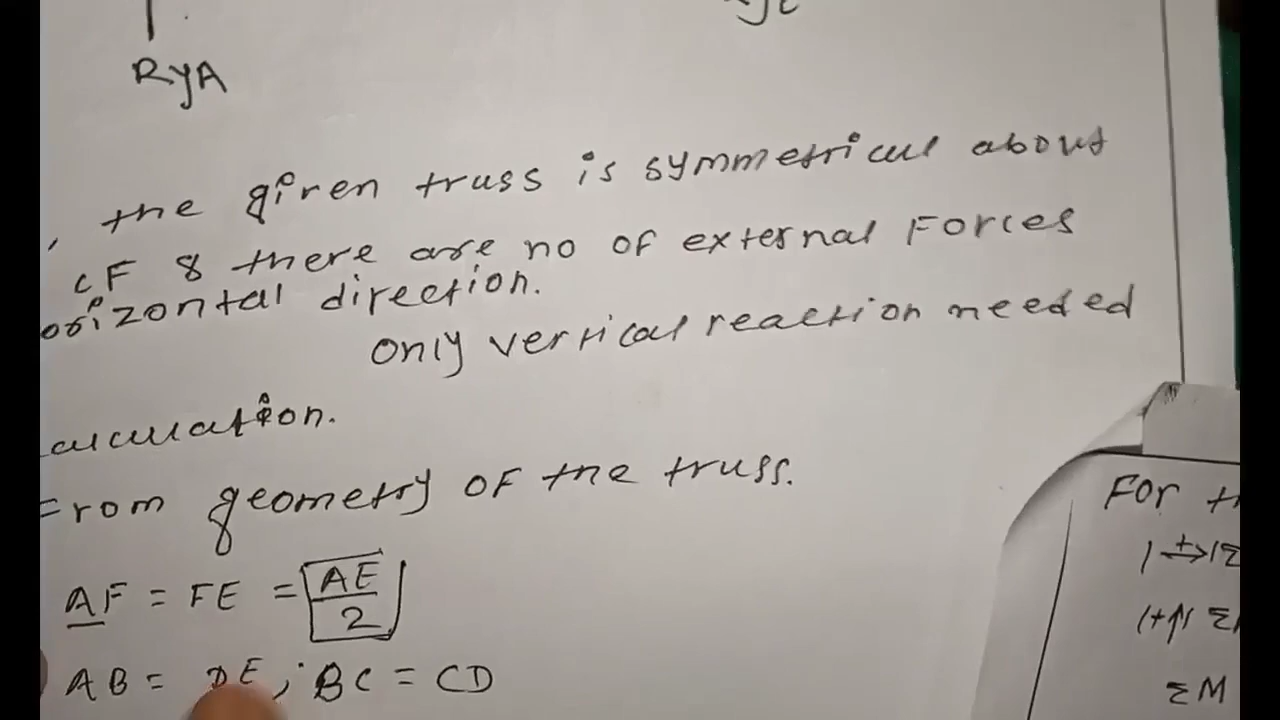 RyA
, the given truss is symmetrical about
CF & there are no of external Forces
orizontal direction.
only vertical reaction needed
alculation.
From geometry of the truss.
AF = FE = AE/2
AB = DE ; BC = CD
For t
|+→|Σ
|+↑| Σ
ΣM